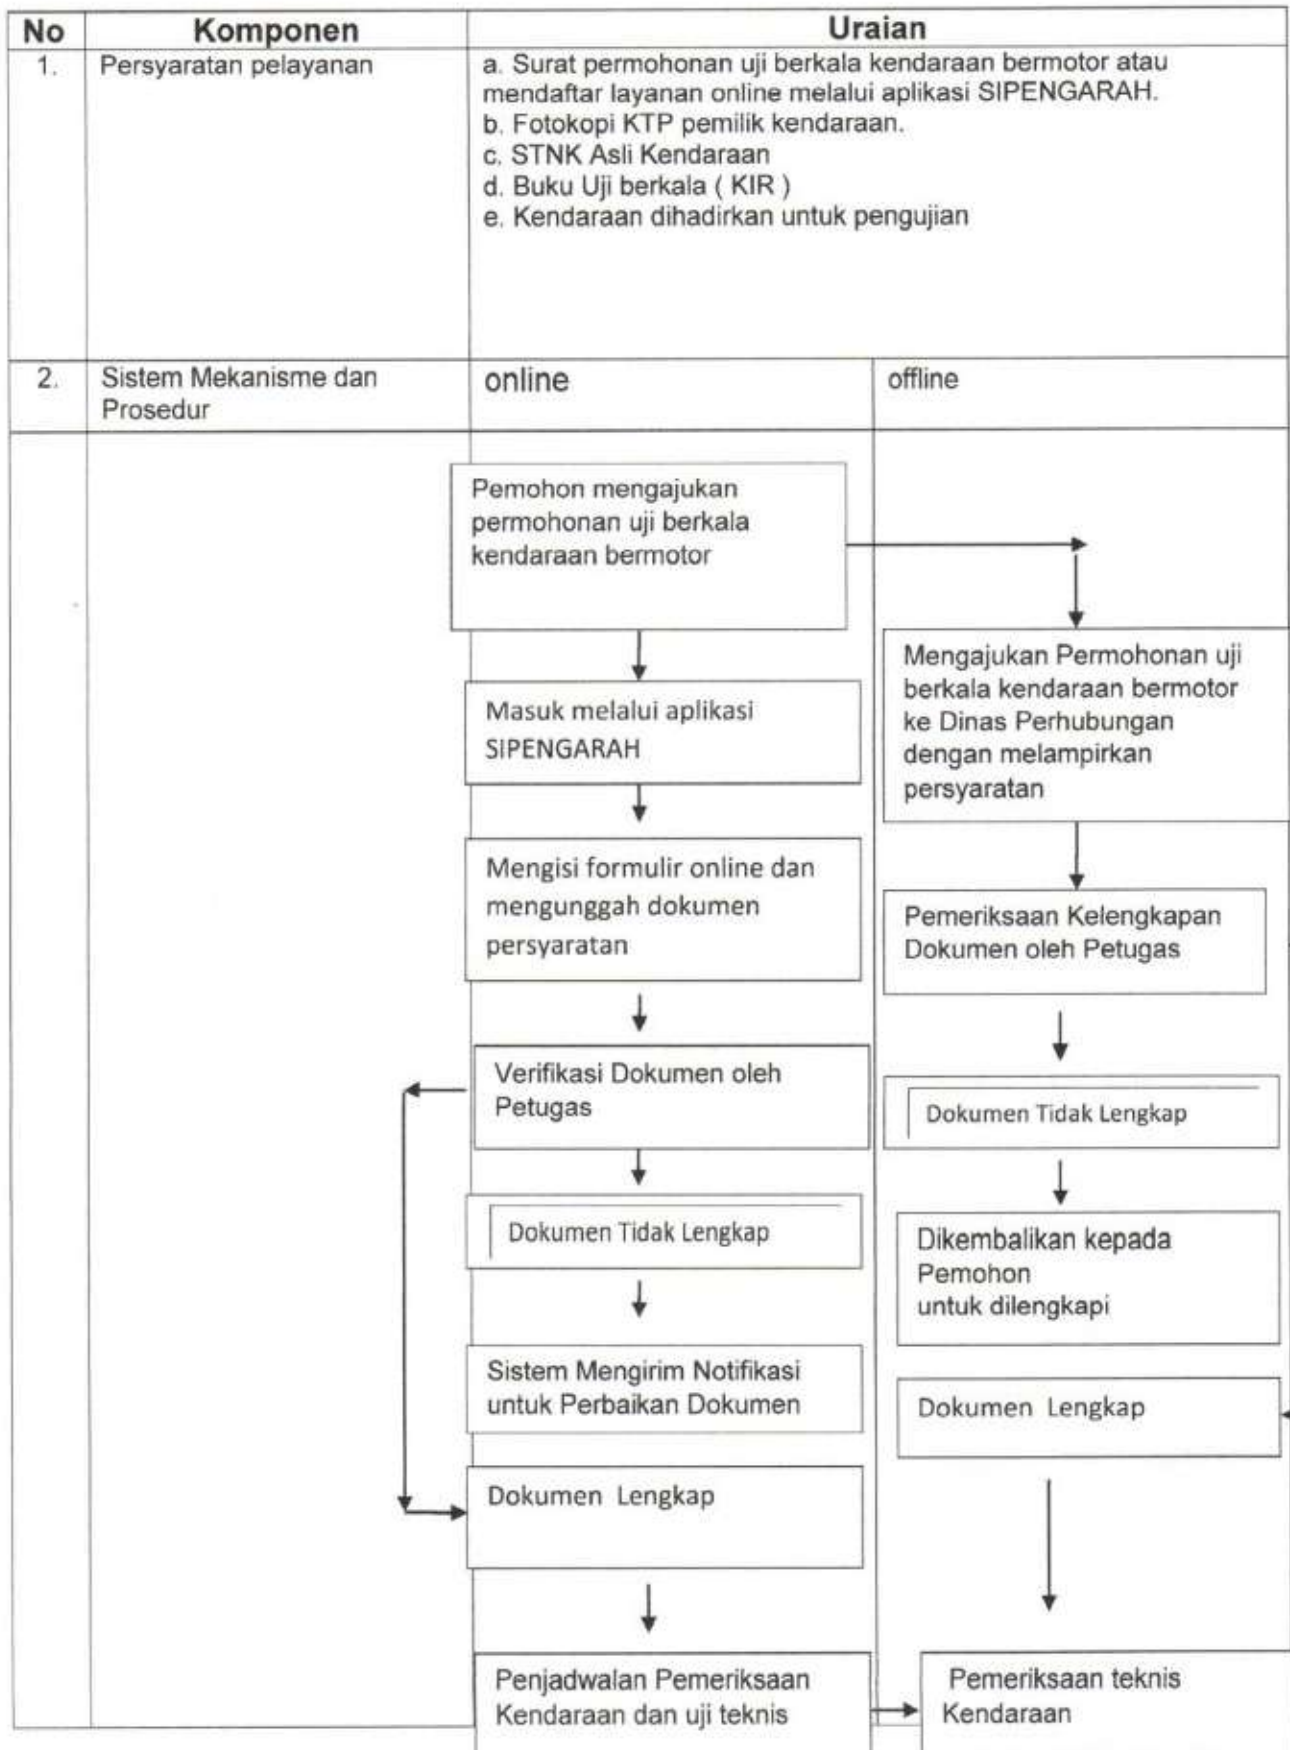 No Komponen Uraian
1. Persyaratan pelayanan
a. Surat permohonan uji berkala kendaraan bermotor atau
mendaftar layanan online melalui aplikasi SIPENGARAH.
b. Fotokopi KTP pemilik kendaraan.
c. STNK Asli Kendaraan
d. Buku Uji berkala ( KIR )
e. Kendaraan dihadirkan untuk pengujian
2. Sistem Mekanisme dan
Prosedur
online
offline
Pemohon mengajukan
permohonan uji berkala
kendaraan bermotor
Masuk melalui aplikasi
SIPENGARAH
Mengisi formulir online dan
mengunggah dokumen
persyaratan
Verifikasi Dokumen oleh
Petugas
Dokumen Tidak Lengkap
Sistem Mengirim Notifikasi
untuk Perbaikan Dokumen
Dokumen Lengkap
Penjadwalan Pemeriksaan
Kendaraan dan uji teknis
Mengajukan Permohonan uji
berkala kendaraan bermotor
ke Dinas Perhubungan
dengan melampirkan
persyaratan
Pemeriksaan Kelengkapan
Dokumen oleh Petugas
Dokumen Tidak Lengkap
Dikembalikan kepada
Pemohon
untuk dilengkapi
Dokumen Lengkap
Pemeriksaan teknis
Kendaraan